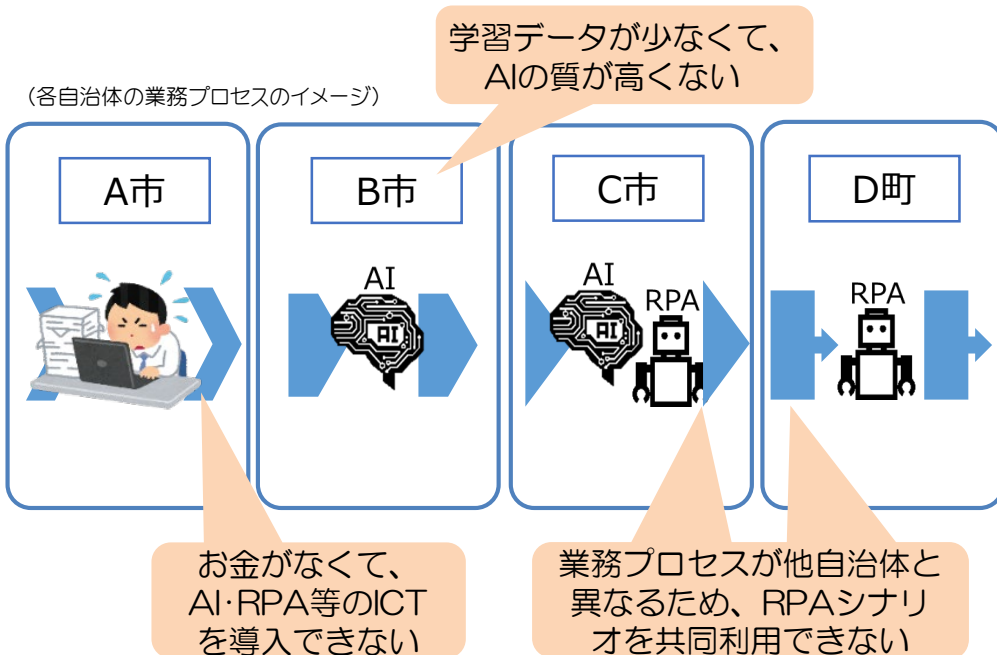 学習データが少なくて、
AIの質が高くない
（各自治体の業務プロセスのイメージ）
A市
B市
C市
D町
AI
AI
AI
AI
RPA
RPA
お金がなくて、
AI･RPA等のICT
を導入できない
業務プロセスが他自治体と
異なるため、RPAシナリ
オを共同利用できない